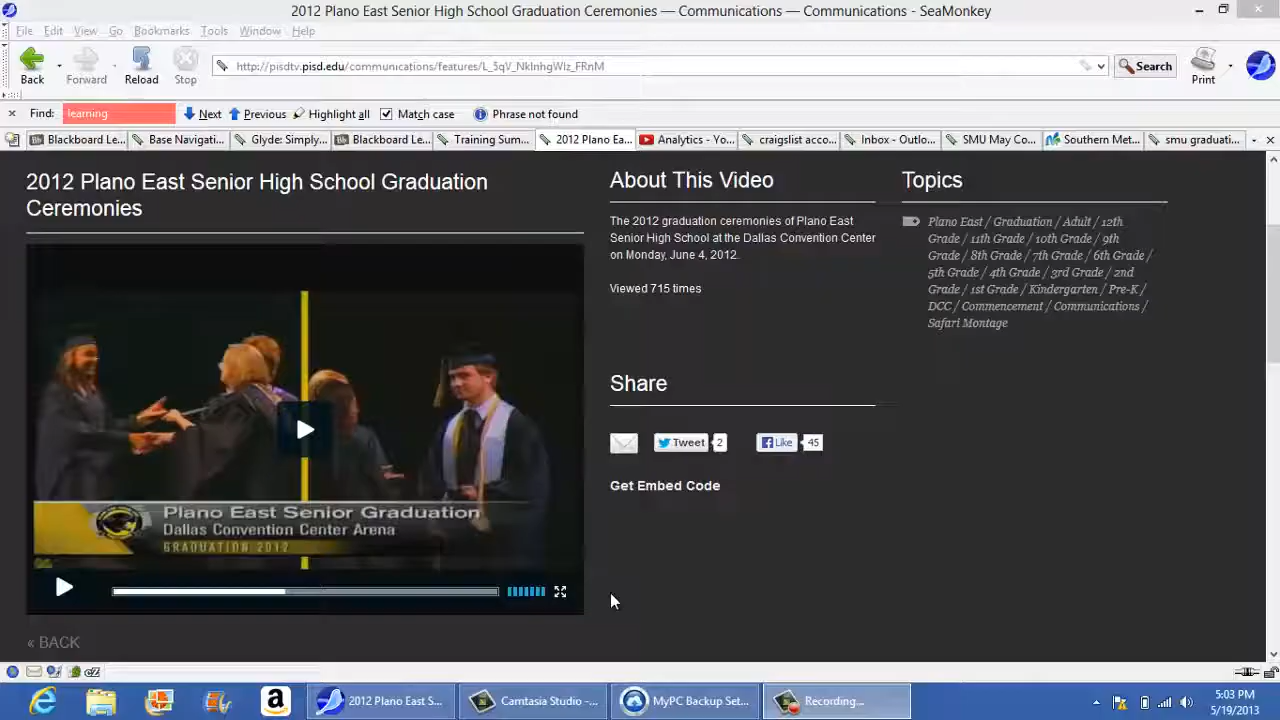 2012 Plano East Senior High School Graduation Ceremonies — Communications — Communications - SeaMonkey
File Edit View Go Bookmarks Tools Window Help
Back Forward Reload Stop
http://pisdtv.pisd.edu/communications/features/L_5qV_NkInhgWIz_FRnM
Search
Print
Find: learning Next Previous Highlight all Match case Phrase not found
Blackboard Le... Base Navigati... Glyde: Simply... Blackboard Le... Training Sum... 2012 Plano Ea... Analytics - Yo... craigslist acco... Inbox - Outlo... SMU May Co... Southern Met... smu graduati...
2012 Plano East Senior High School Graduation
Ceremonies
Plano East Senior Graduation
Dallas Convention Center Arena
GRADUATION 2012
« BACK
About This Video
The 2012 graduation ceremonies of Plano East
Senior High School at the Dallas Convention Center
on Monday, June 4, 2012.
Viewed 715 times
Share
Tweet 2 Like 45
Get Embed Code
Topics
Plano East / Graduation / Adult / 12th
Grade / 11th Grade / 10th Grade / 9th
Grade / 8th Grade / 7th Grade / 6th Grade /
5th Grade / 4th Grade / 3rd Grade / 2nd
Grade / 1st Grade / Kindergarten / Pre-K /
DCC / Commencement / Communications /
Safari Montage
2012 Plano East S... Camtasia Studio -... MyPC Backup Set... Recording...
5:03 PM
5/19/2013